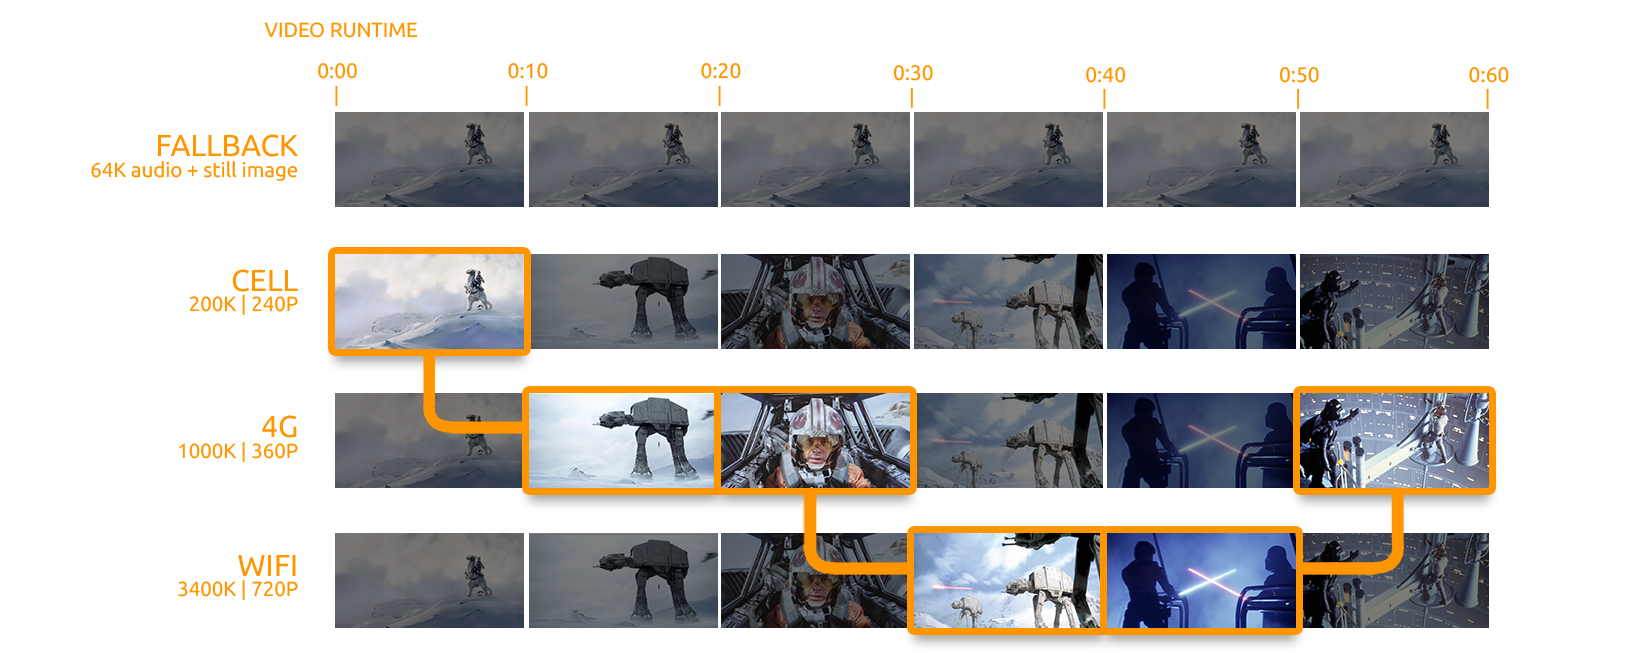 VIDEO RUNTIME
0:00 0:10 0:20 0:30 0:40 0:50 0:60
FALLBACK
64K audio + still image
CELL
200K | 240P
4G
1000K | 360P
WIFI
3400K | 720P